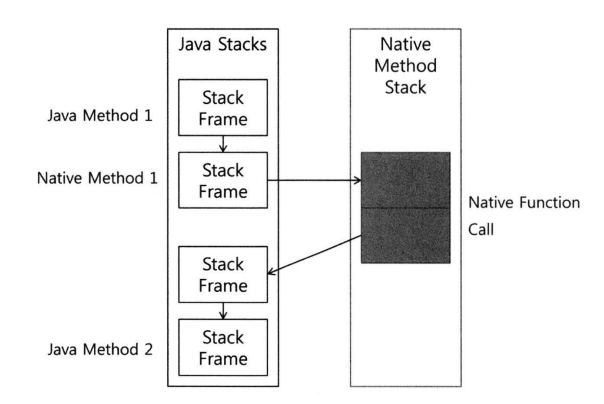 Java Stacks
Native
Method
Stack
Java Method 1
Stack
Frame
Native Method 1
Stack
Frame
Native Function
Call
Stack
Frame
Java Method 2
Stack
Frame